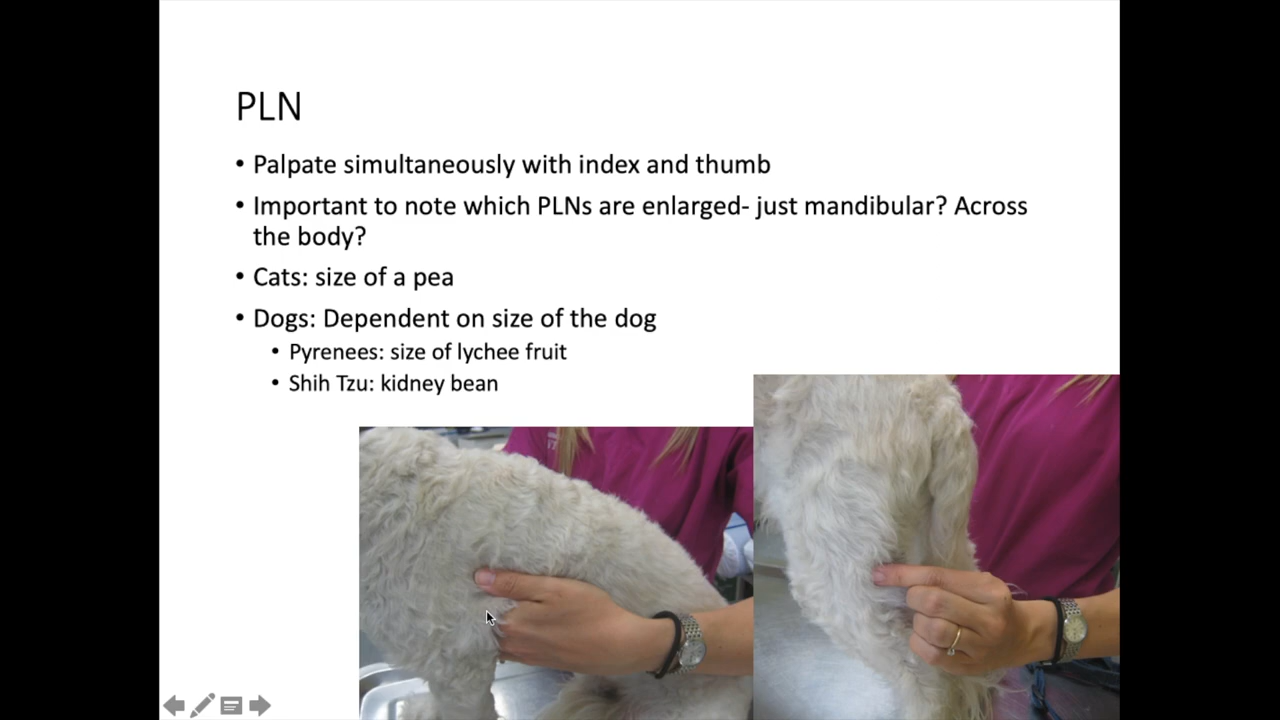 PLN
• Palpate simultaneously with index and thumb
• Important to note which PLNs are enlarged- just mandibular? Across
the body?
• Cats: size of a pea
• Dogs: Dependent on size of the dog
• Pyrenees: size of lychee fruit
• Shih Tzu: kidney bean